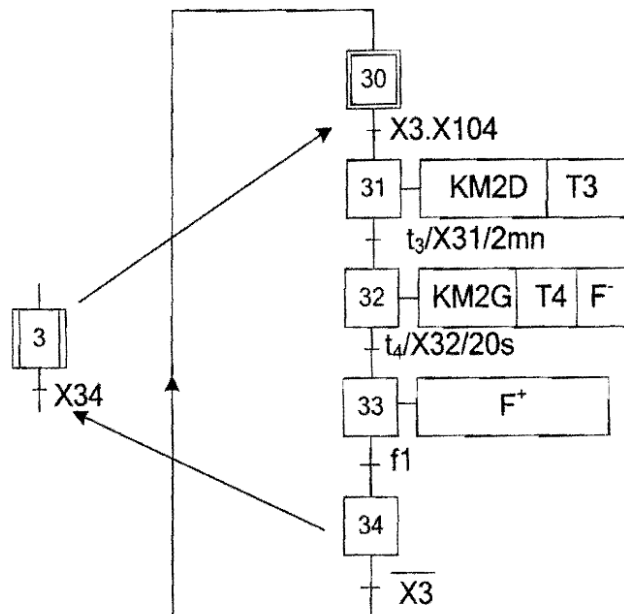 30
X3.X104
31 KM2D T3
t₃/X31/2mn
32 KM2G T4 F⁻
3
t₄/X32/20s
X34
33 F⁺
f1
34
X̅3̅